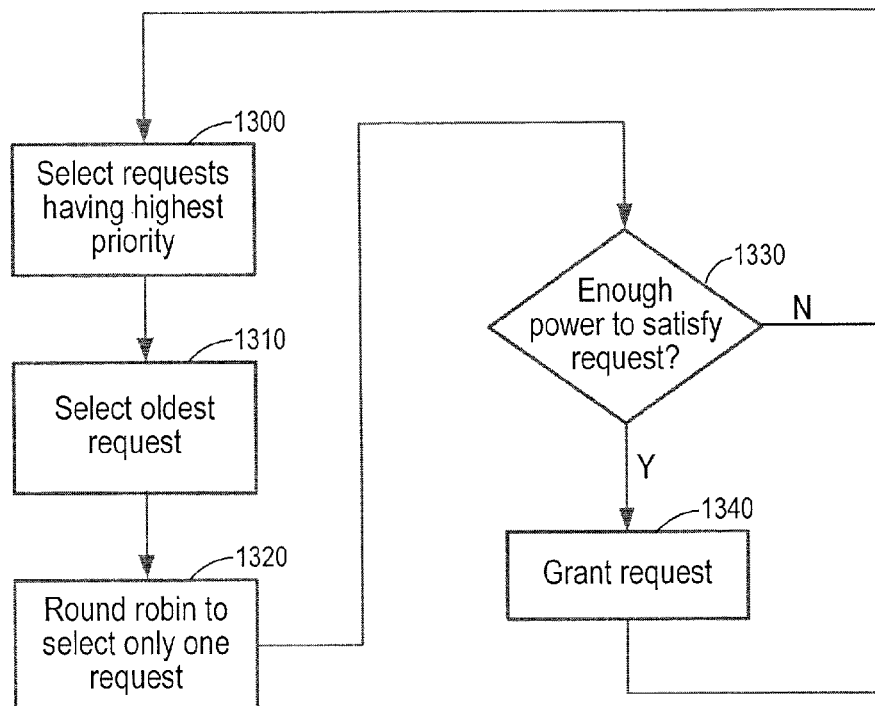 1300
Select requests
having highest
priority
1310
Select oldest
request
1320
Round robin to
select only one
request
1330
Enough
power to satisfy
request?
N
Y
1340
Grant request